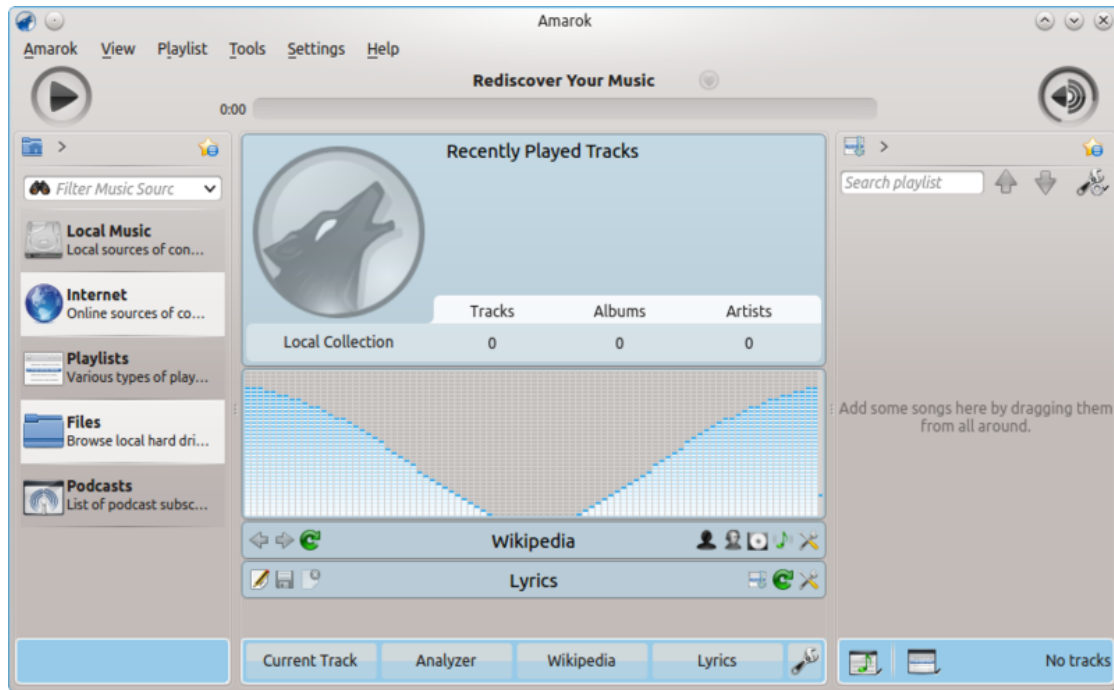 Amarok
Amarok View Playlist Tools Settings Help
Rediscover Your Music
0:00
Filter Music Sourc
Local Music
Local sources of con...
Internet
Online sources of co...
Playlists
Various types of play...
Files
Browse local hard dri...
Podcasts
List of podcast subsc...
Recently Played Tracks
Tracks Albums Artists
Local Collection 0 0 0
Wikipedia
Lyrics
Current Track Analyzer Wikipedia Lyrics
Search playlist
Add some songs here by dragging them
from all around.
No tracks